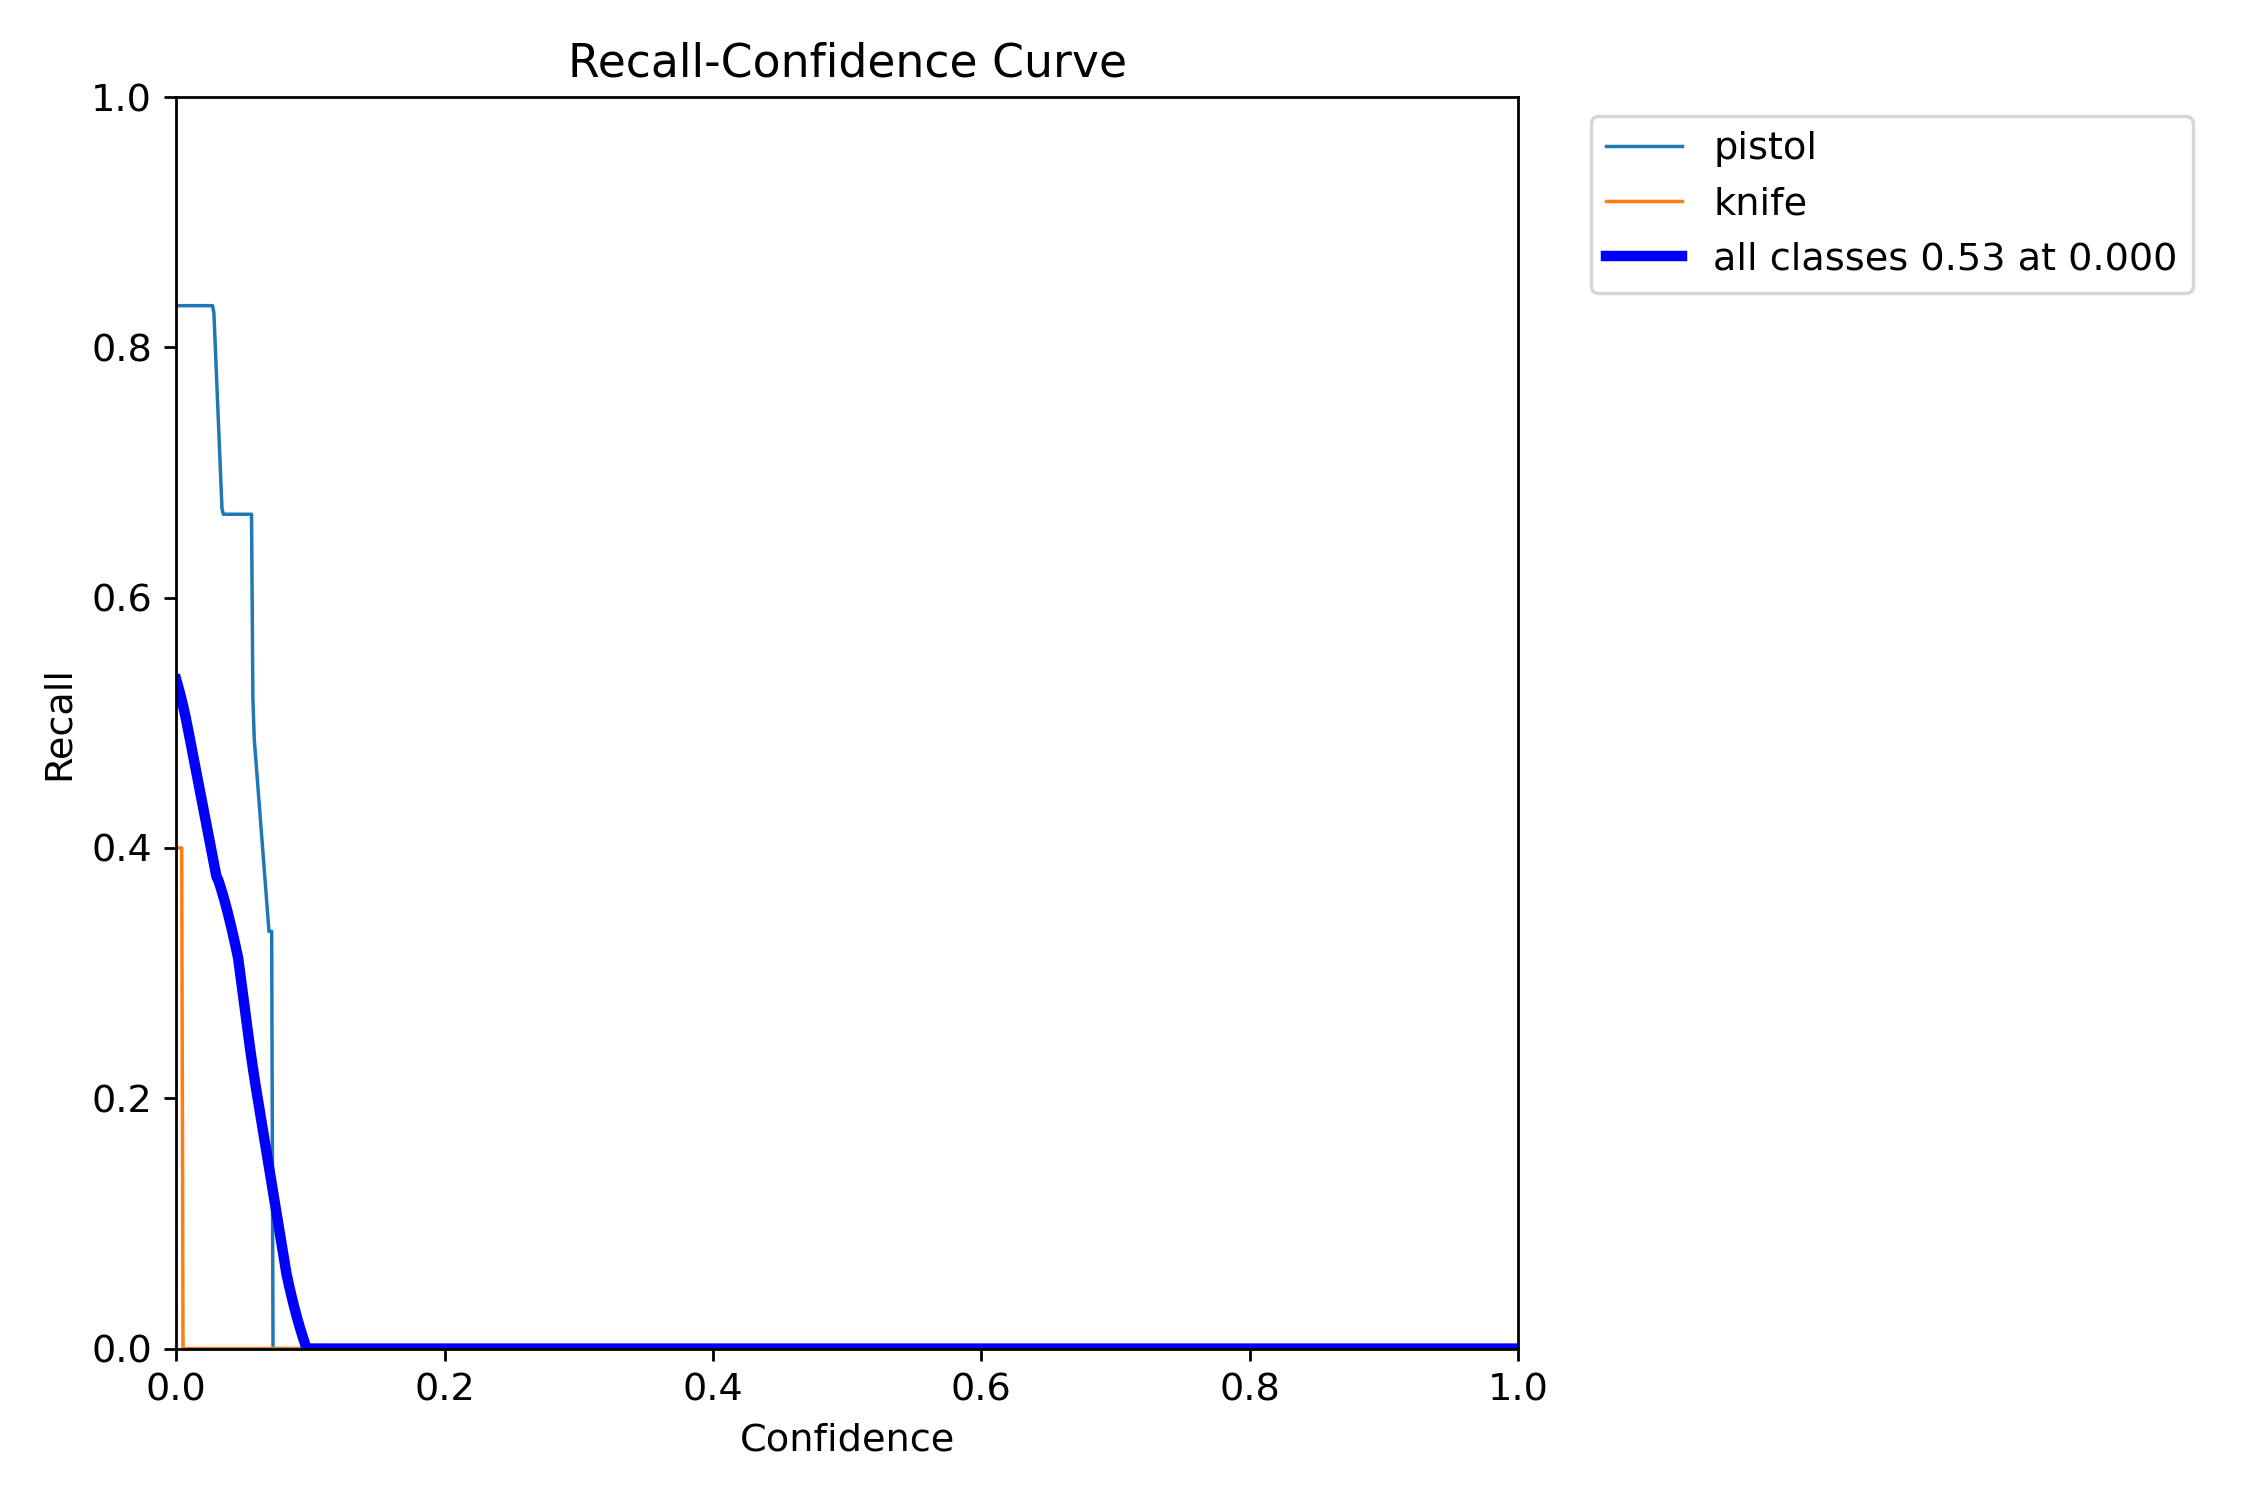 Recall-Confidence Curve
1.0
0.8
0.6
0.4
0.2
0.0
Recall
0.0 0.2 0.4 0.6 0.8 1.0
Confidence
pistol
knife
all classes 0.53 at 0.000